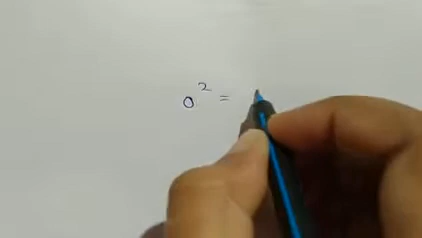 0² =